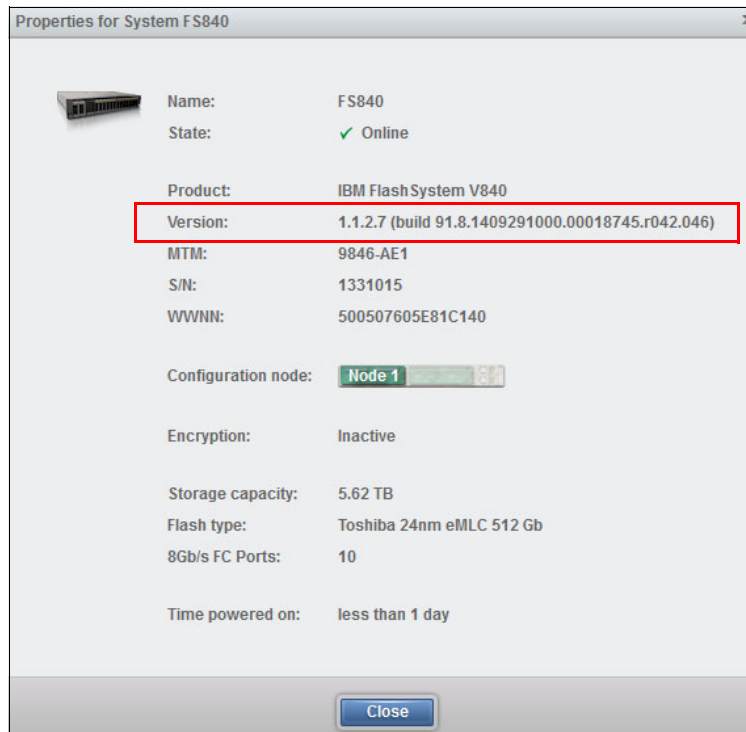 Properties for System FS840
Name: FS840
State: ✓ Online
Product: IBM FlashSystem V840
Version: 1.1.2.7 (build 91.8.1409291000.00018745.r042.046)
MTM: 9846-AE1
S/N: 1331015
WWNN: 500507605E81C140
Configuration node: Node 1
Encryption: Inactive
Storage capacity: 5.62 TB
Flash type: Toshiba 24nm eMLC 512 Gb
8Gb/s FC Ports: 10
Time powered on: less than 1 day
Close